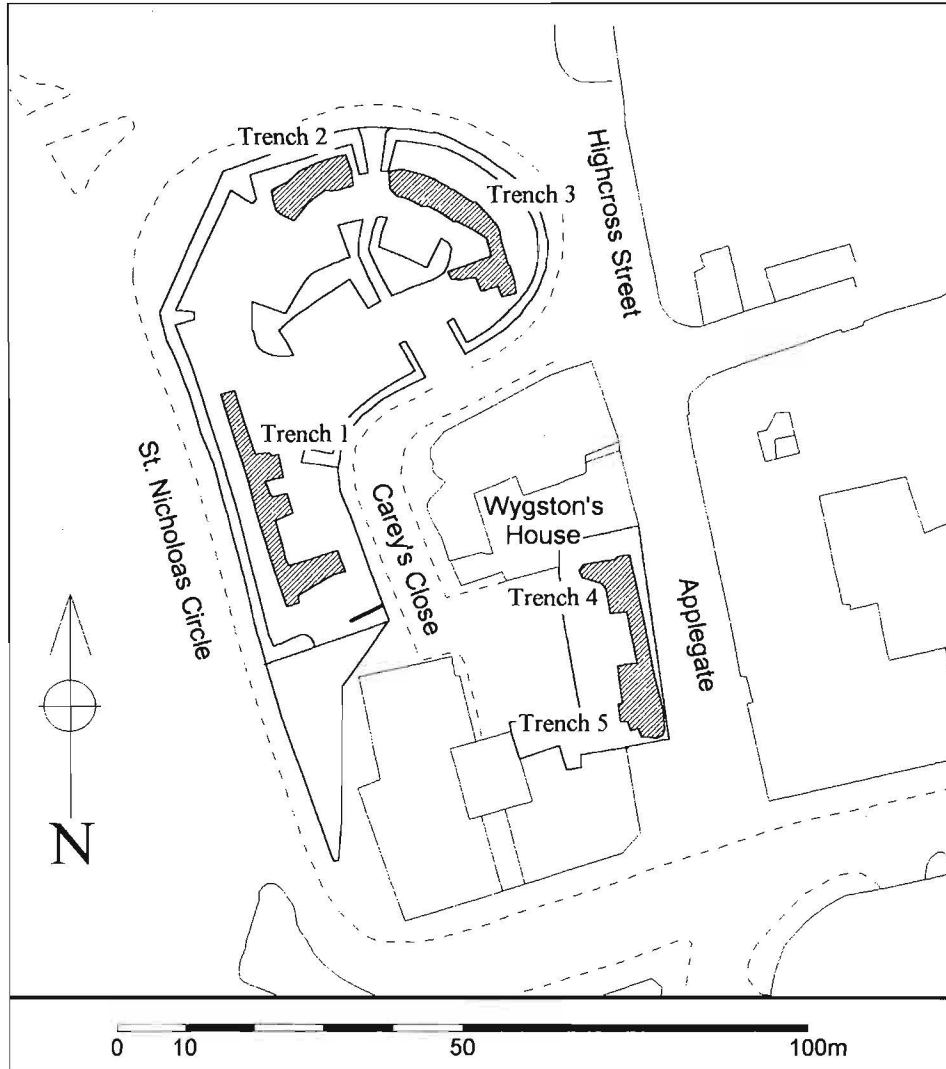 Trench 2
Highcross Street
Trench 3
Trench 1
St. Nicholoas Circle
Carey's Close
Wygston's
House
Trench 4
Applegate
Trench 5
N
0 10 50 100m